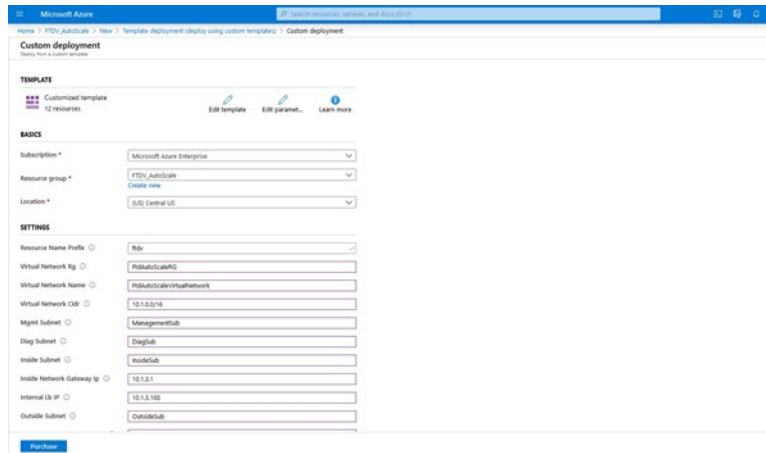 Microsoft Azure
Search resources, services, and docs (G+/)
Home > FTDV_AutoScale > New > Template deployment (deploy using custom templates) > Custom deployment
Custom deployment
Deploy from a custom template
TEMPLATE
Customized template
12 resources
Edit template
Edit paramet...
Learn more
BASICS
Subscription *
Microsoft Azure Enterprise
Resource group *
FTDV_AutoScale
Create new
Location *
(US) Central US
SETTINGS
Resource Name Prefix
ftdv
Virtual Network Rg
FtdAutoScaleRG
Virtual Network Name
FtdAutoScaleVirtualNetwork
Virtual Network Cidr
10.1.0.0/16
Mgmt Subnet
ManagementSub
Diag Subnet
DiagSub
Inside Subnet
InsideSub
Inside Network Gateway Ip
10.1.3.1
Internal Lb IP
10.1.3.100
Outside Subnet
OutsideSub
Purchase